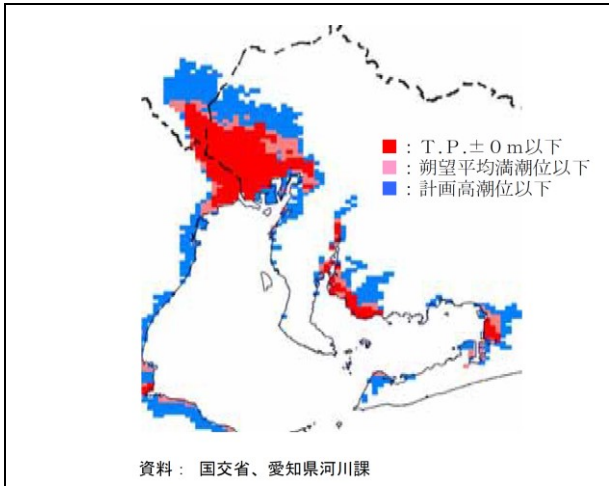 ■：Ｔ.Ｐ.±０ｍ以下
■：朔望平均満潮位以下
■：計画高潮位以下
資料： 国交省、愛知県河川課